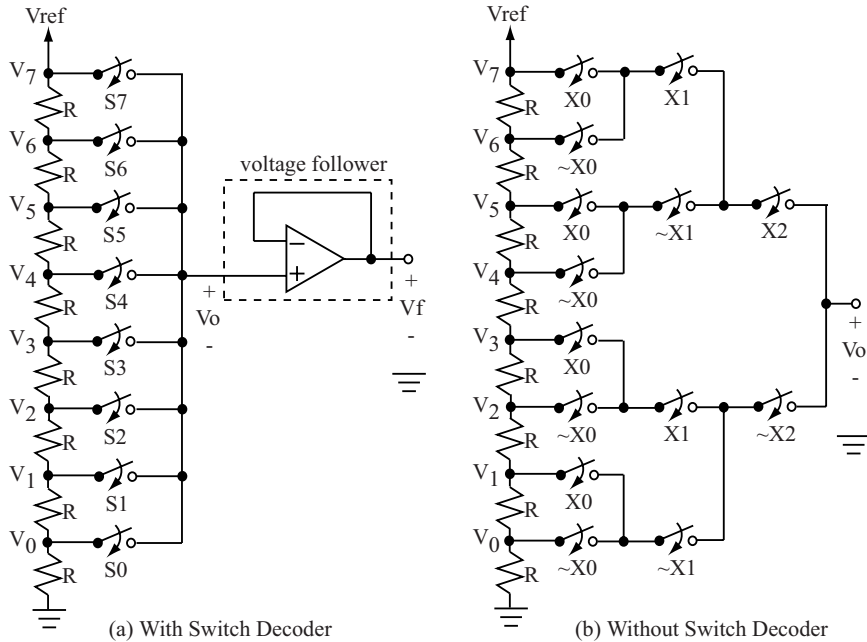 Vref
V7
S7
R
V6
S6
R
V5
S5
R
V4
S4
R
V3
S3
R
V2
S2
R
V1
S1
R
V0
S0
R
voltage follower
−
+
+
Vo
-
+
Vf
-
(a) With Switch Decoder
Vref
V7
X0
X1
R
V6
~X0
R
V5
X0
~X1
X2
R
V4
~X0
R
V3
X0
R
V2
~X0
X1
~X2
R
V1
X0
R
V0
~X0
~X1
R
+
Vo
-
(b) Without Switch Decoder